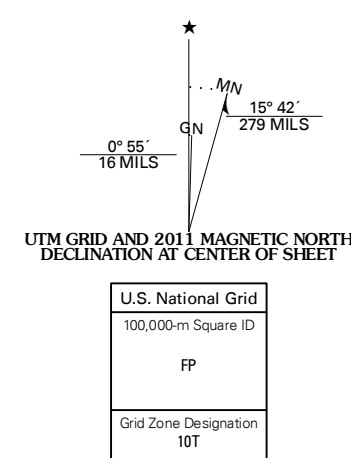 MN
15° 42´
279 MILS
GN
0° 55´
16 MILS
UTM GRID AND 2011 MAGNETIC NORTH
DECLINATION AT CENTER OF SHEET
U.S. National Grid
100,000-m Square ID
FP
Grid Zone Designation
10T